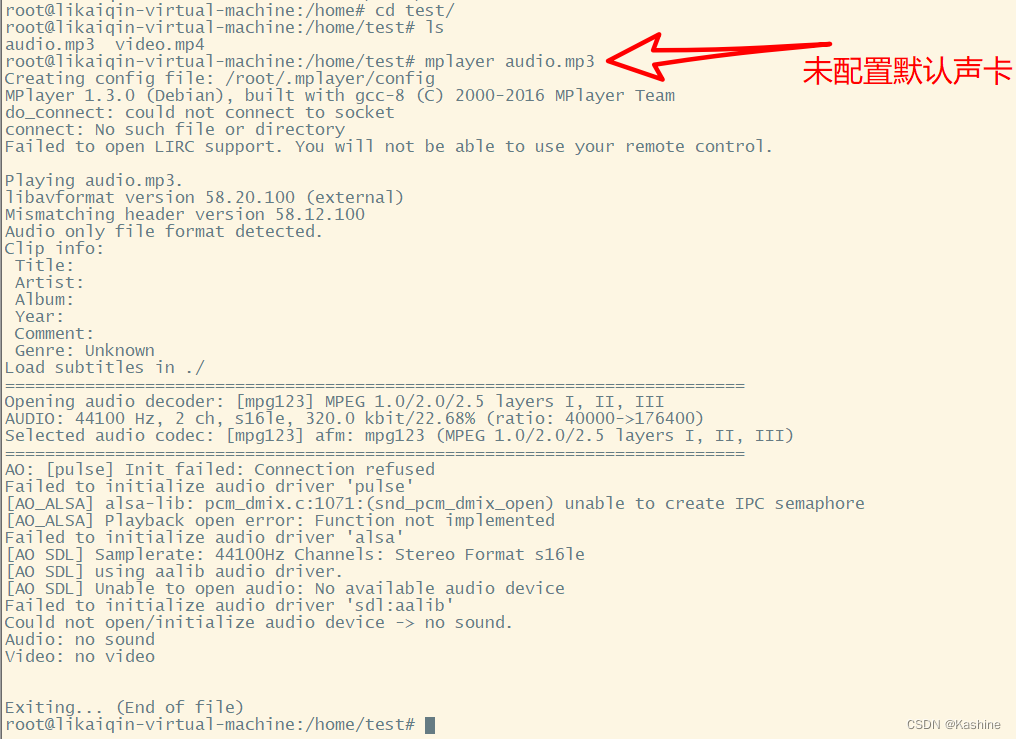 root@likaiqin-virtual-machine:/home# cd test/
root@likaiqin-virtual-machine:/home/test# ls
audio.mp3  video.mp4
root@likaiqin-virtual-machine:/home/test# mplayer audio.mp3
未配置默认声卡
Creating config file: /root/.mplayer/config
MPlayer 1.3.0 (Debian), built with gcc-8 (C) 2000-2016 MPlayer Team
do_connect: could not connect to socket
connect: No such file or directory
Failed to open LIRC support. You will not be able to use your remote control.

Playing audio.mp3.
libavformat version 58.20.100 (external)
Mismatching header version 58.12.100
Audio only file format detected.
Clip info:
 Title:
 Artist:
 Album:
 Year:
 Comment:
 Genre: Unknown
Load subtitles in ./
==========================================================================
Opening audio decoder: [mpg123] MPEG 1.0/2.0/2.5 layers I, II, III
AUDIO: 44100 Hz, 2 ch, s16le, 320.0 kbit/22.68% (ratio: 40000->176400)
Selected audio codec: [mpg123] afm: mpg123 (MPEG 1.0/2.0/2.5 layers I, II, III)
==========================================================================
AO: [pulse] Init failed: Connection refused
Failed to initialize audio driver 'pulse'
[AO_ALSA] alsa-lib: pcm_dmix.c:1071:(snd_pcm_dmix_open) unable to create IPC semaphore
[AO_ALSA] Playback open error: Function not implemented
Failed to initialize audio driver 'alsa'
[AO SDL] Samplerate: 44100Hz Channels: Stereo Format s16le
[AO SDL] using aalib audio driver.
[AO SDL] Unable to open audio: No available audio device
Failed to initialize audio driver 'sdl:aalib'
Could not open/initialize audio device -> no sound.
Audio: no sound
Video: no video


Exiting... (End of file)
root@likaiqin-virtual-machine:/home/test#
CSDN @Kashine